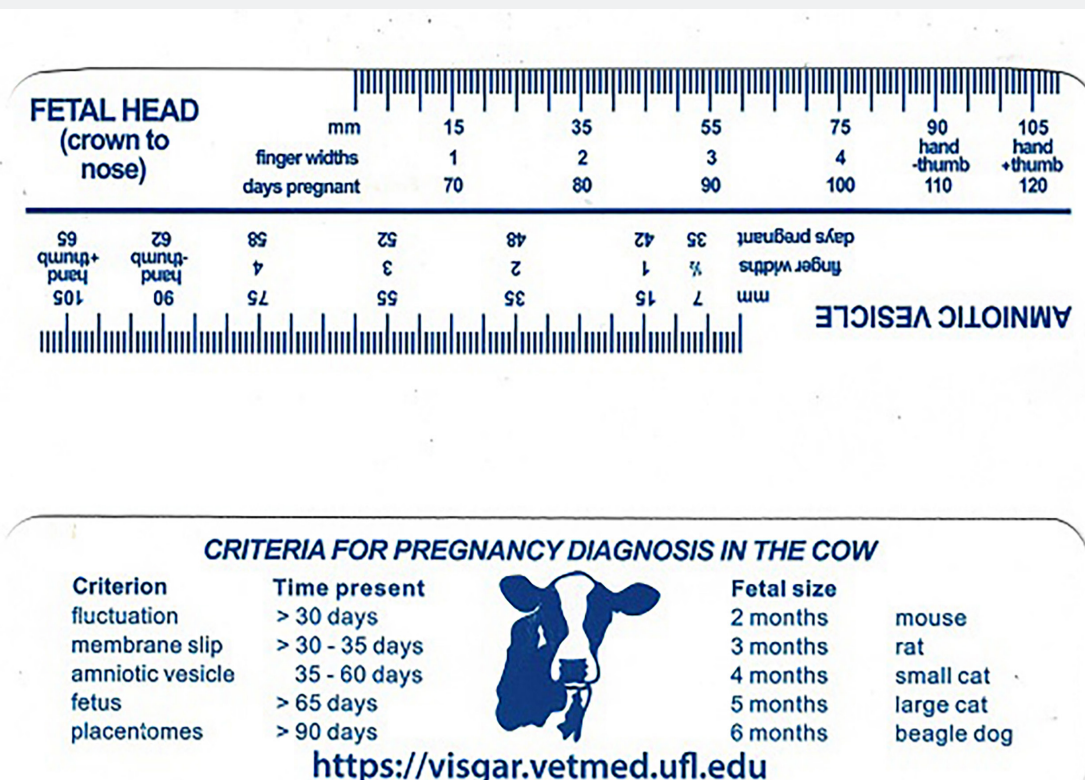 FETAL HEAD
(crown to
nose)
mm 15 35 55 75 90 105
hand hand
finger widths 1 2 3 4 -thumb +thumb
days pregnant 70 80 90 100 110 120
AMNIOTIC VESICLE
mm 7 15 35 55 75 90 105
hand hand
finger widths ½ 1 2 3 4 -thumb +thumb
days pregnant 35 42 48 52 58 62 65
CRITERIA FOR PREGNANCY DIAGNOSIS IN THE COW
Criterion Time present Fetal size
fluctuation > 30 days 2 months mouse
membrane slip > 30 - 35 days 3 months rat
amniotic vesicle 35 - 60 days 4 months small cat
fetus > 65 days 5 months large cat
placentomes > 90 days 6 months beagle dog
https://visgar.vetmed.ufl.edu